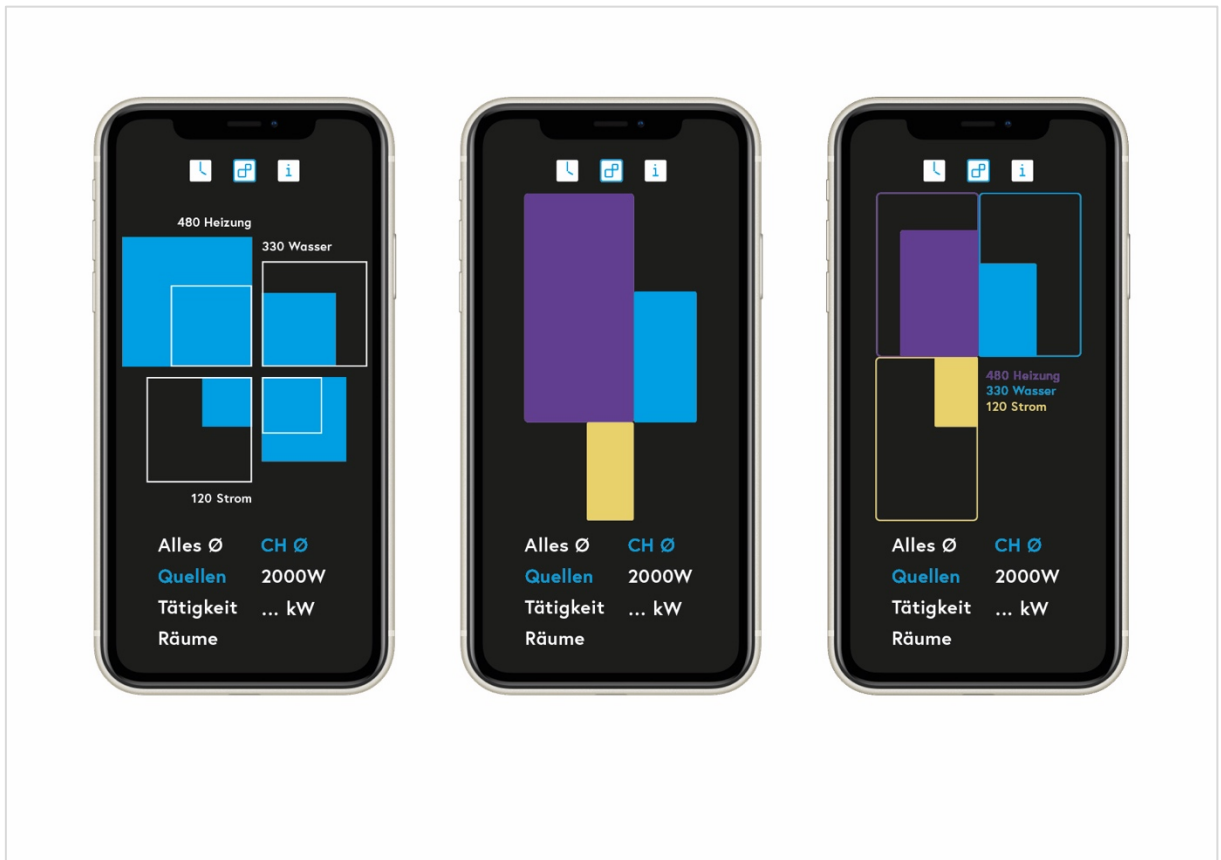 i
480 Heizung
330 Wasser
120 Strom
Alles Ø CH Ø
Quellen 2000W
Tätigkeit ... kW
Räume
i
Alles Ø CH Ø
Quellen 2000W
Tätigkeit ... kW
Räume
i
480 Heizung
330 Wasser
120 Strom
Alles Ø CH Ø
Quellen 2000W
Tätigkeit ... kW
Räume